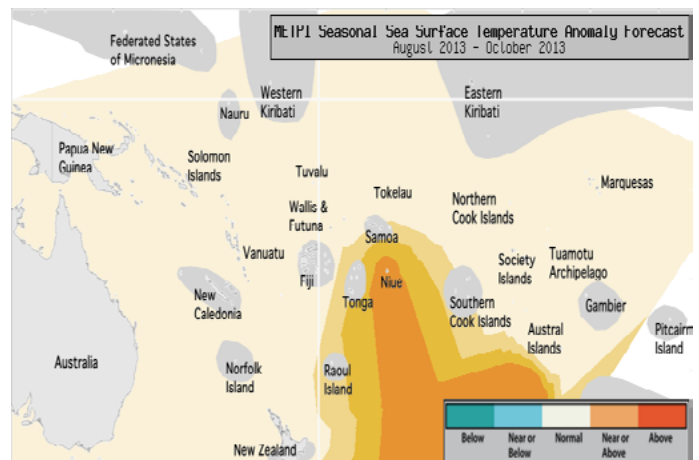 METPI Seasonal Sea Surface Temperature Anomaly Forecast
August 2013 - October 2013
Federated States
of Micronesia
Western
Kiribati
Eastern
Kiribati
Nauru
Papua New
Guinea
Solomon
Islands
Tuvalu
Tokelau
Marquesas
Wallis &
Futuna
Northern
Cook Islands
Samoa
Vanuatu
Fiji
Niue
Society
Islands
Tuamotu
Archipelago
Tonga
New
Caledonia
Southern
Cook Islands
Gambier
Austral
Islands
Pitcairn
Island
Australia
Norfolk
Island
Raoul
Island
New Zealand
Below
Near or
Below
Normal
Near or
Above
Above